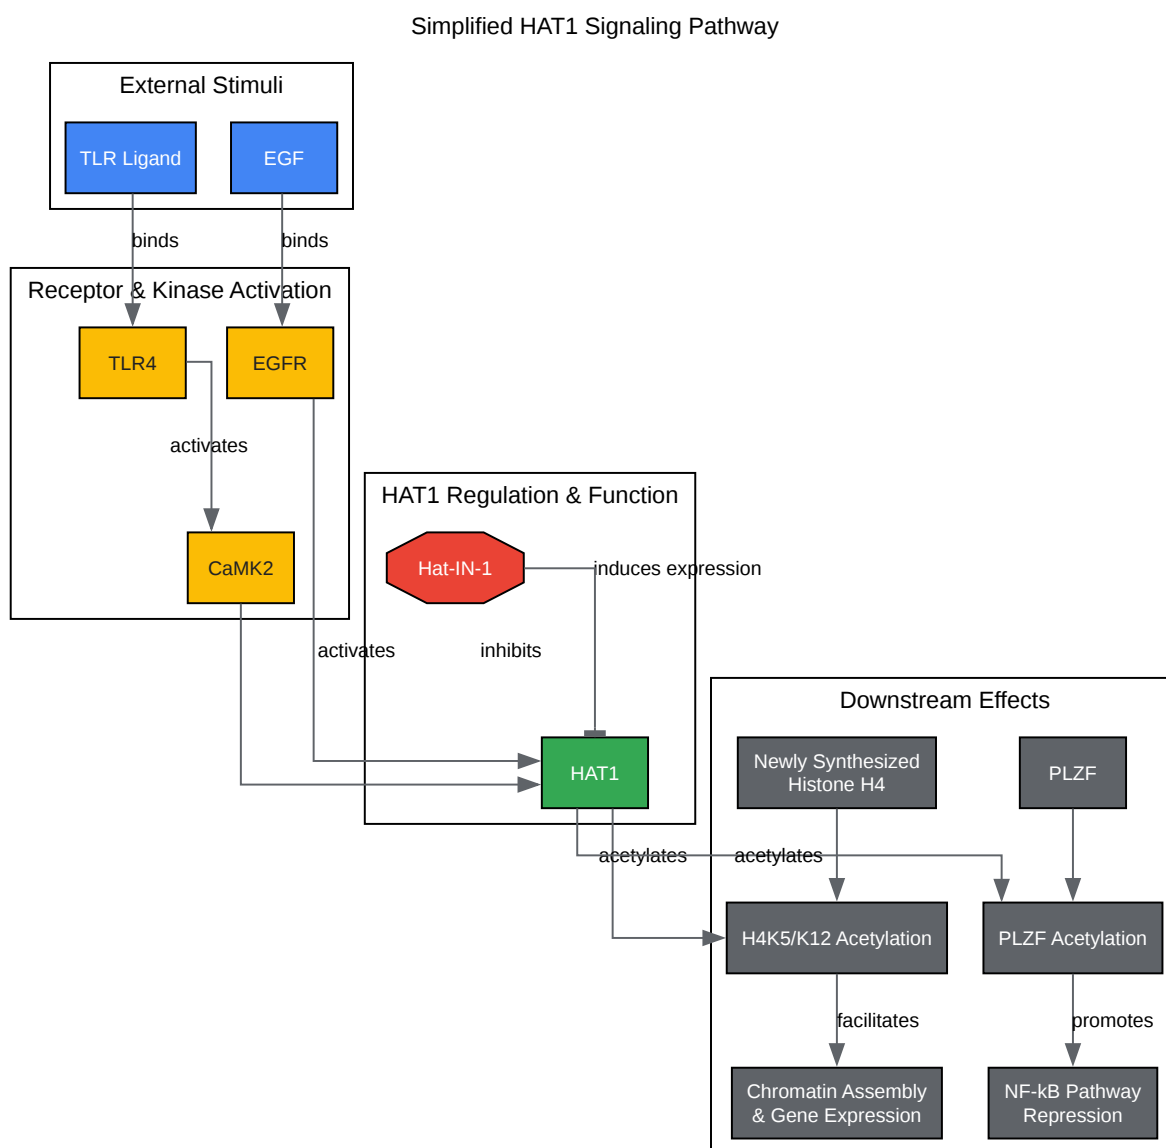 Simplified HAT1 Signaling Pathway
External Stimuli
TLR Ligand
EGF
binds
binds
Receptor & Kinase Activation
TLR4
EGFR
activates
HAT1 Regulation & Function
CaMK2
Hat-IN-1
induces expression
activates
inhibits
Downstream Effects
HAT1
Newly Synthesized
Histone H4
PLZF
acetylates
acetylates
H4K5/K12 Acetylation
PLZF Acetylation
facilitates
promotes
Chromatin Assembly
& Gene Expression
NF-kB Pathway
Repression